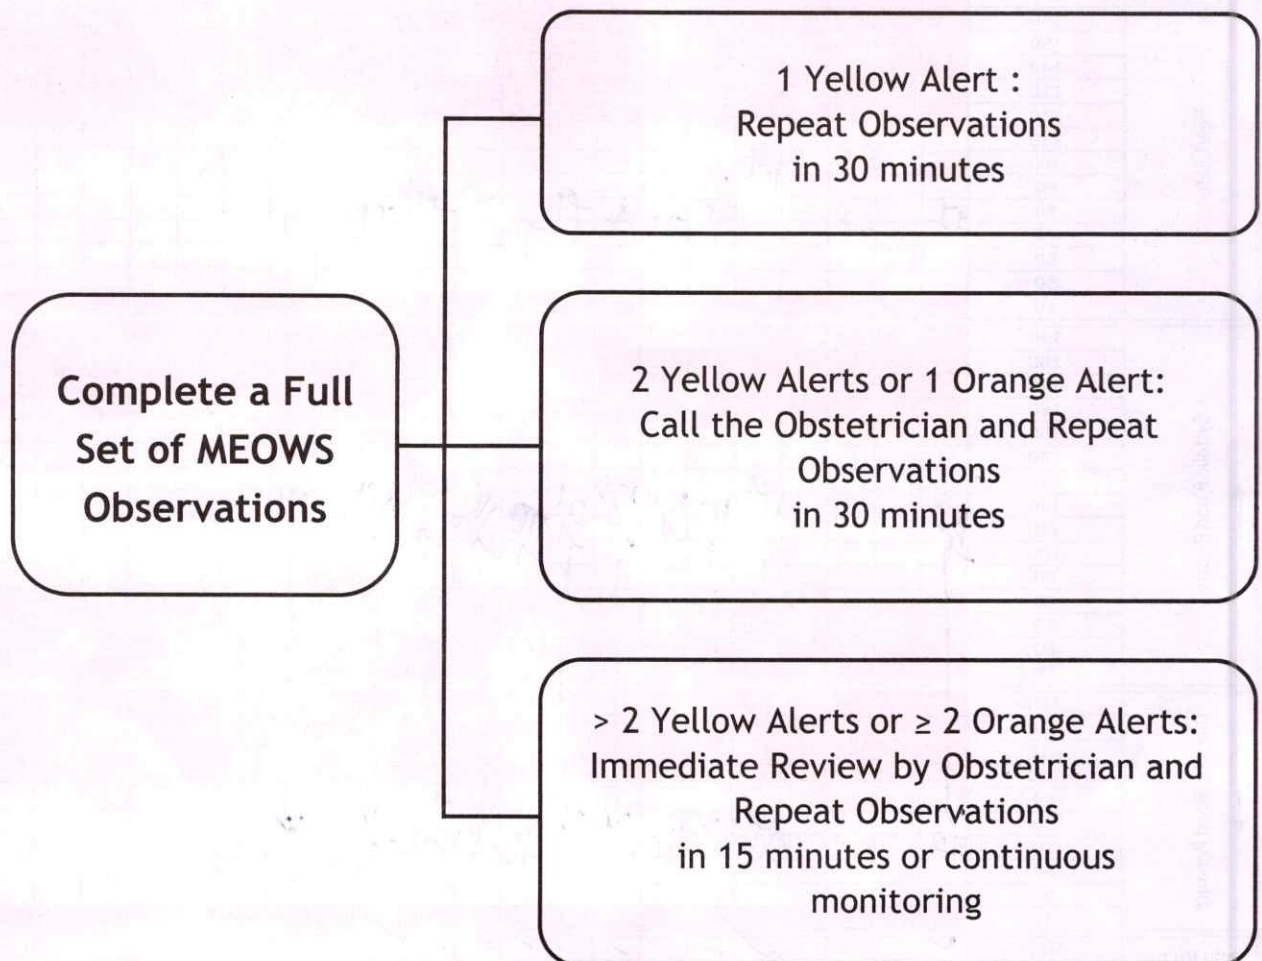 1 Yellow Alert :
Repeat Observations
in 30 minutes
Complete a Full
Set of MEOWS
Observations
2 Yellow Alerts or 1 Orange Alert:
Call the Obstetrician and Repeat
Observations
in 30 minutes
> 2 Yellow Alerts or ≥ 2 Orange Alerts:
Immediate Review by Obstetrician and
Repeat Observations
in 15 minutes or continuous
monitoring